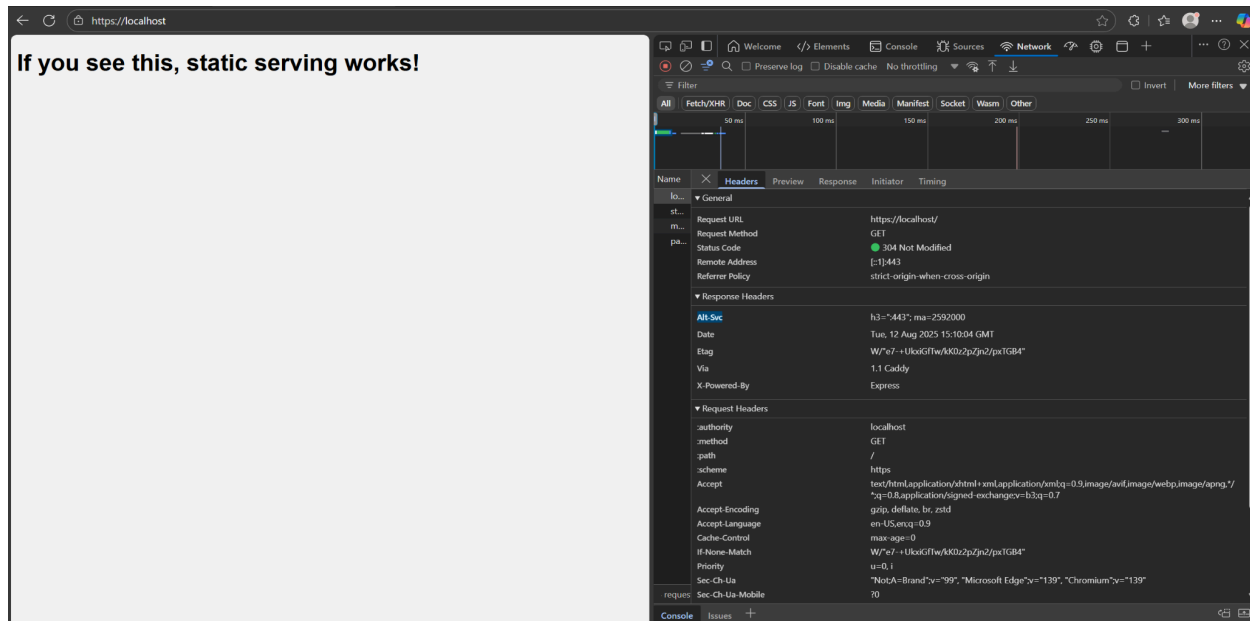 https://localhost
If you see this, static serving works!
Welcome </> Elements Console Sources Network
Preserve log Disable cache No throttling
Filter Invert More filters
All Fetch/XHR Doc CSS JS Font Img Media Manifest Socket Wasm Other
50 ms 100 ms 150 ms 200 ms 250 ms 300 ms
Name Headers Preview Response Initiator Timing
lo...
st...
m...
pa...
General
Request URL https://localhost/
Request Method GET
Status Code 304 Not Modified
Remote Address [::1]:443
Referrer Policy strict-origin-when-cross-origin
Response Headers
Alt-Svc h3=":443"; ma=2592000
Date Tue, 12 Aug 2025 15:10:04 GMT
Etag W/"e7-+UkxiGfTw/kK0z2pZjn2/pxTGB4"
Via 1.1 Caddy
X-Powered-By Express
Request Headers
:authority localhost
:method GET
:path /
:scheme https
Accept text/html,application/xhtml+xml,application/xml;q=0.9,image/avif,image/webp,image/apng,*/
*;q=0.8,application/signed-exchange;v=b3;q=0.7
Accept-Encoding gzip, deflate, br, zstd
Accept-Language en-US,en;q=0.9
Cache-Control max-age=0
If-None-Match W/"e7-+UkxiGfTw/kK0z2pZjn2/pxTGB4"
Priority u=0, i
Sec-Ch-Ua "Not;A=Brand";v="99", "Microsoft Edge";v="139", "Chromium";v="139"
reques Sec-Ch-Ua-Mobile ?0
Console Issues